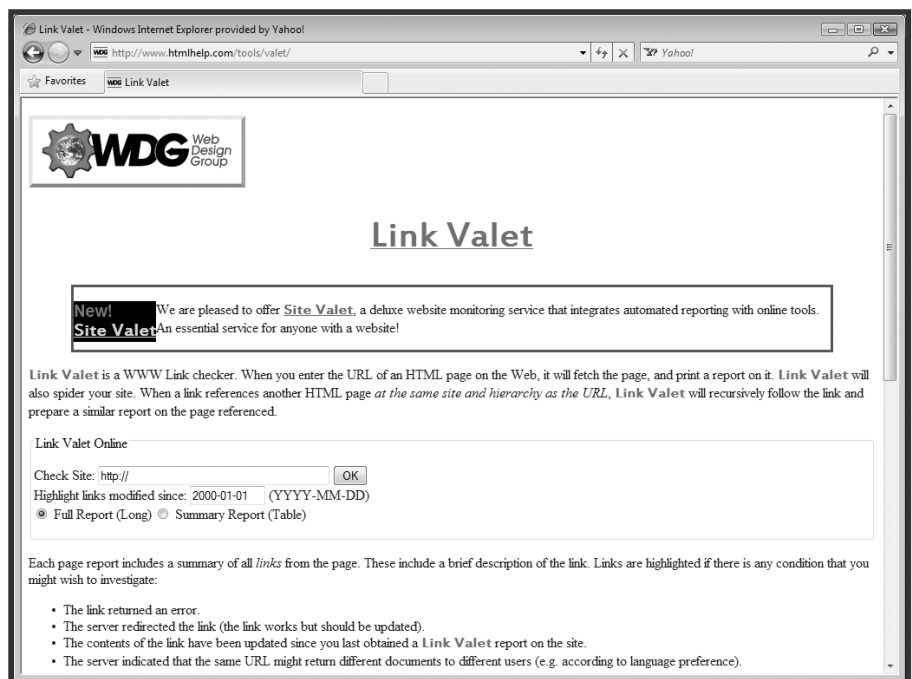 Link Valet - Windows Internet Explorer provided by Yahoo!
WDG http://www.htmlhelp.com/tools/valet/
Yahoo!
Favorites
WDG Link Valet
WDG Web
Design
Group
Link Valet
New! We are pleased to offer Site Valet, a deluxe website monitoring service that integrates automated reporting with online tools.
Site Valet An essential service for anyone with a website!
Link Valet is a WWW Link checker. When you enter the URL of an HTML page on the Web, it will fetch the page, and print a report on it. Link Valet will
also spider your site. When a link references another HTML page at the same site and hierarchy as the URL, Link Valet will recursively follow the link and
prepare a similar report on the page referenced.
Link Valet Online
Check Site: http:// OK
Highlight links modified since: 2000-01-01 (YYYY-MM-DD)
Full Report (Long) Summary Report (Table)
Each page report includes a summary of all links from the page. These include a brief description of the link. Links are highlighted if there is any condition that you
might wish to investigate:
• The link returned an error.
• The server redirected the link (the link works but should be updated).
• The contents of the link have been updated since you last obtained a Link Valet report on the site.
• The server indicated that the same URL might return different documents to different users (e.g. according to language preference).